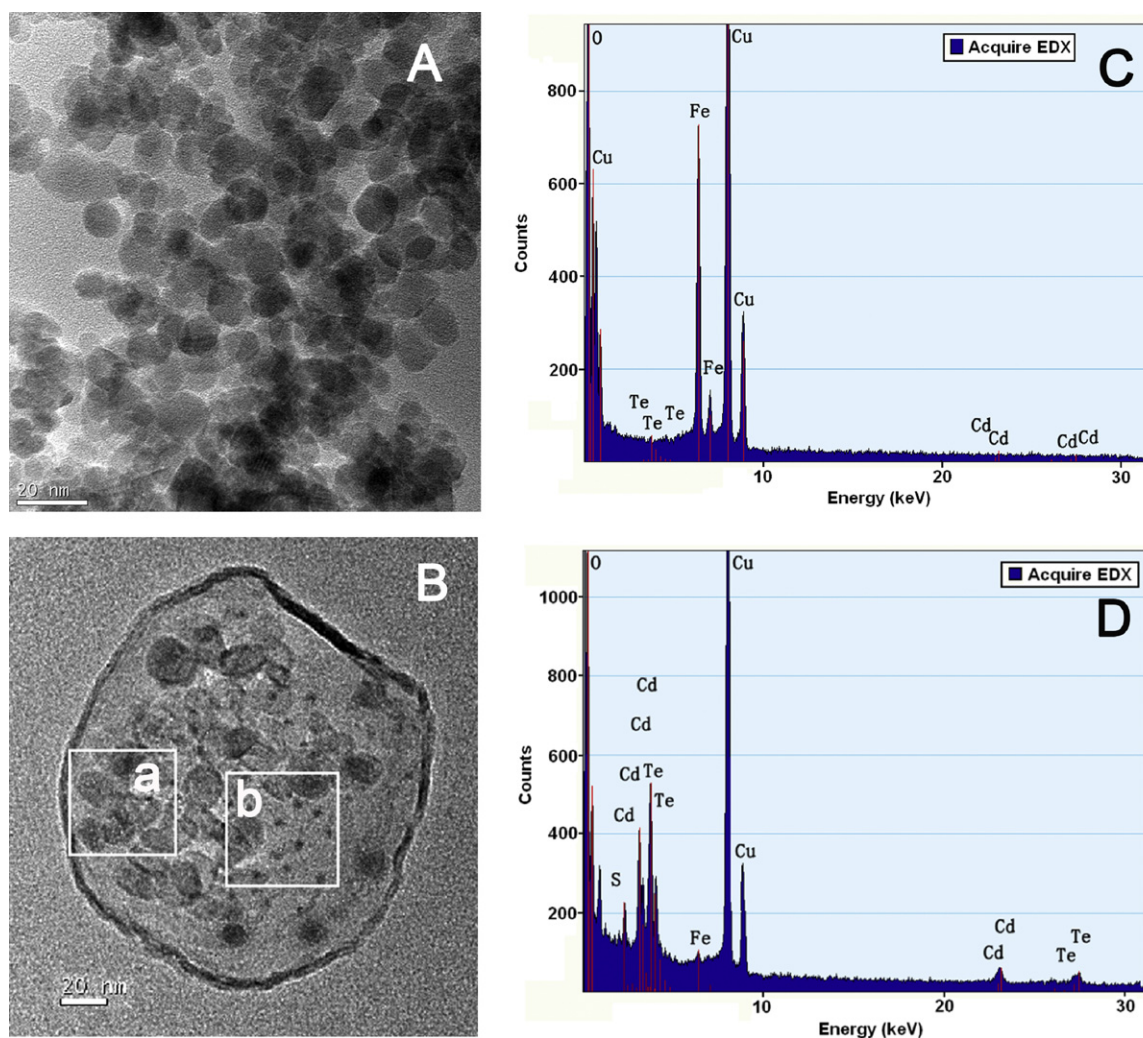 A
20 nm
C
Acquire EDX
O
Cu
Cu
Fe
Fe
Cu
Te
Te
Te
Cd
Cd
Cd
Cd
800
600
400
200
Counts
10
20
30
Energy (keV)
B
a
b
20 nm
D
Acquire EDX
O
Cu
Cd
Cd
Cd
Te
Cd
Te
S
Fe
Cu
Cd
Cd
Te
Te
1000
800
600
400
200
Counts
10
20
30
Energy (keV)